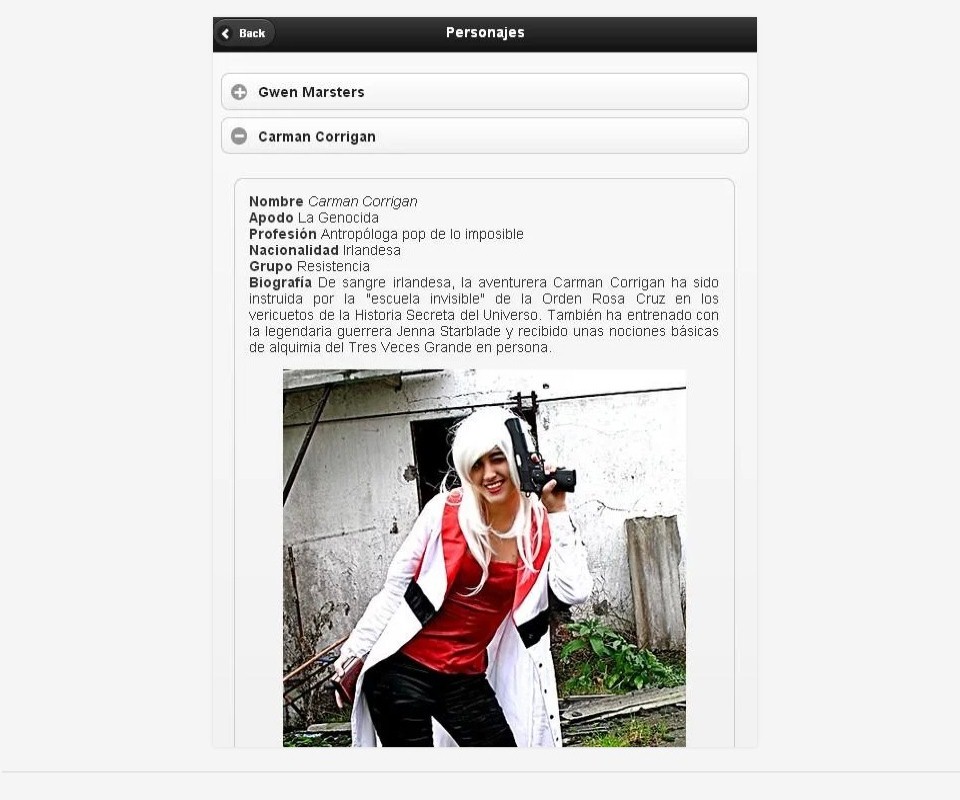 Back
Personajes
Gwen Marsters
Carman Corrigan
Nombre Carman Corrigan
Apodo La Genocida
Profesión Antropóloga pop de lo imposible
Nacionalidad Irlandesa
Grupo Resistencia
Biografía De sangre irlandesa, la aventurera Carman Corrigan ha sido
instruida por la "escuela invisible" de la Orden Rosa Cruz en los
vericuetos de la Historia Secreta del Universo. También ha entrenado con
la legendaria guerrera Jenna Starblade y recibido unas nociones básicas
de alquimia del Tres Veces Grande en persona.